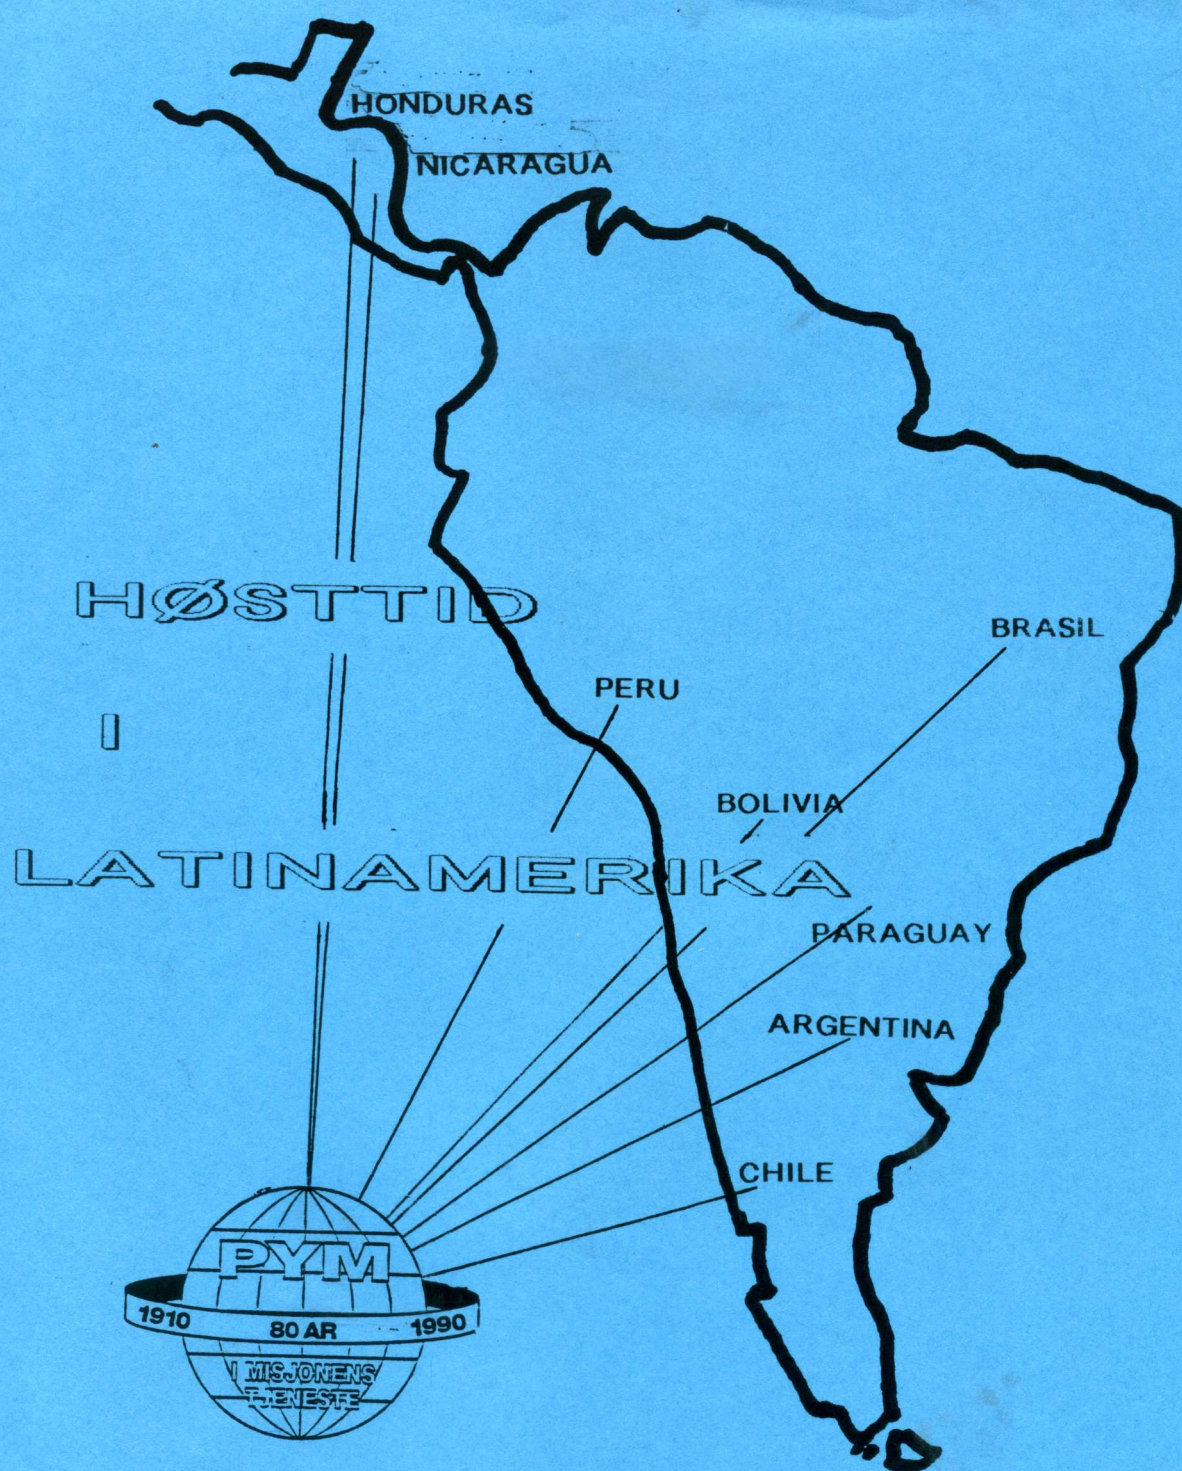 HONDURAS
NICARAGUA
HØSTTID
BRASIL
PERU
I
BOLIVIA
LATINAMERIKA
PARAGUAY
ARGENTINA
CHILE
PYM
1910 80 AR - 1990
I MISJONENS
TJENESTE